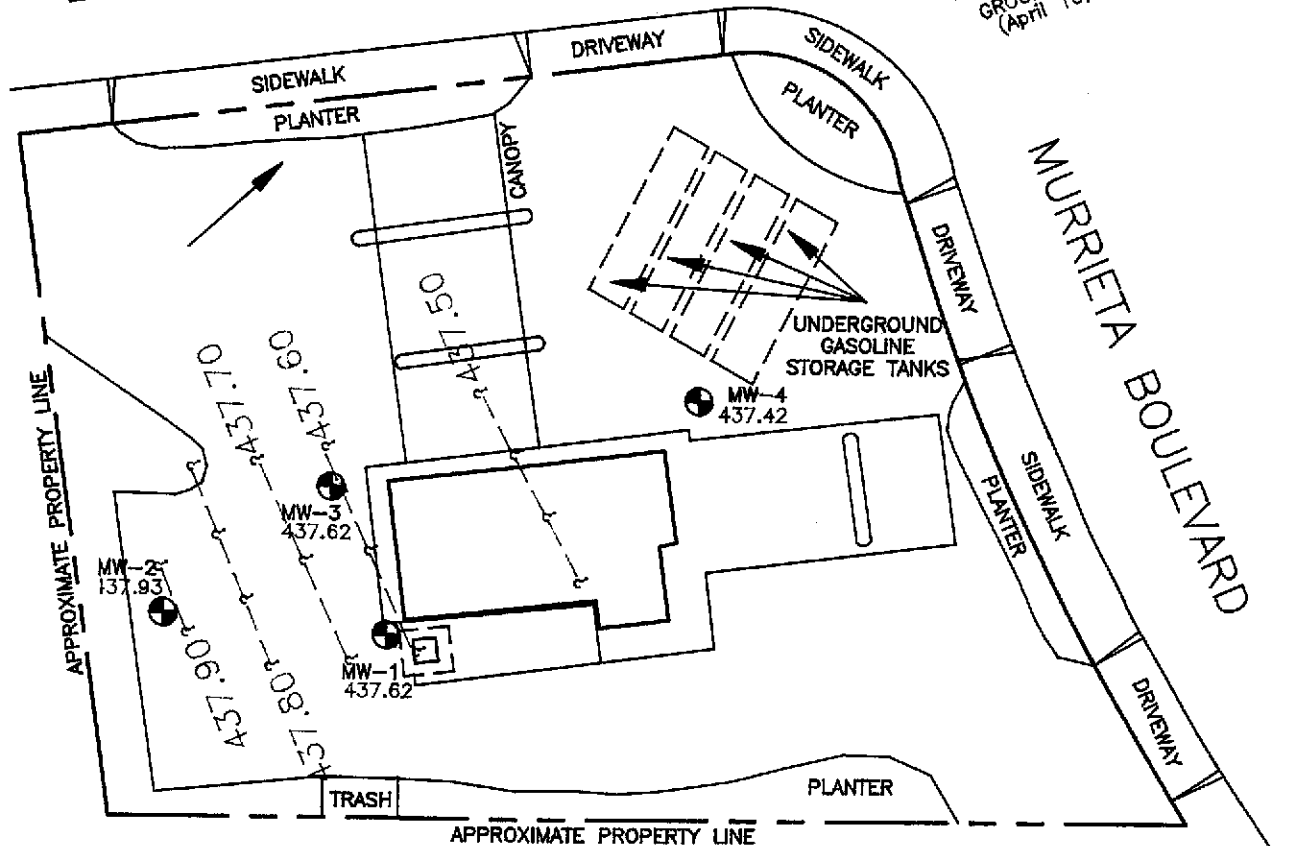 (April
SIDEWALK
DRIVEWAY
SIDEWALK
PLANTER
PLANTER
CANOPY
MURRIETA BOULEVARD
DRIVEWAY
UNDERGROUND
GASOLINE
STORAGE TANKS
437.50
437.60
437.70
APPROXIMATE PROPERTY LINE
MW-4
437.42
SIDEWALK
PLANTER
MW-3
437.62
MW-2
437.93
MW-1
437.62
437.90
437.80
DRIVEWAY
TRASH
PLANTER
APPROXIMATE PROPERTY LINE